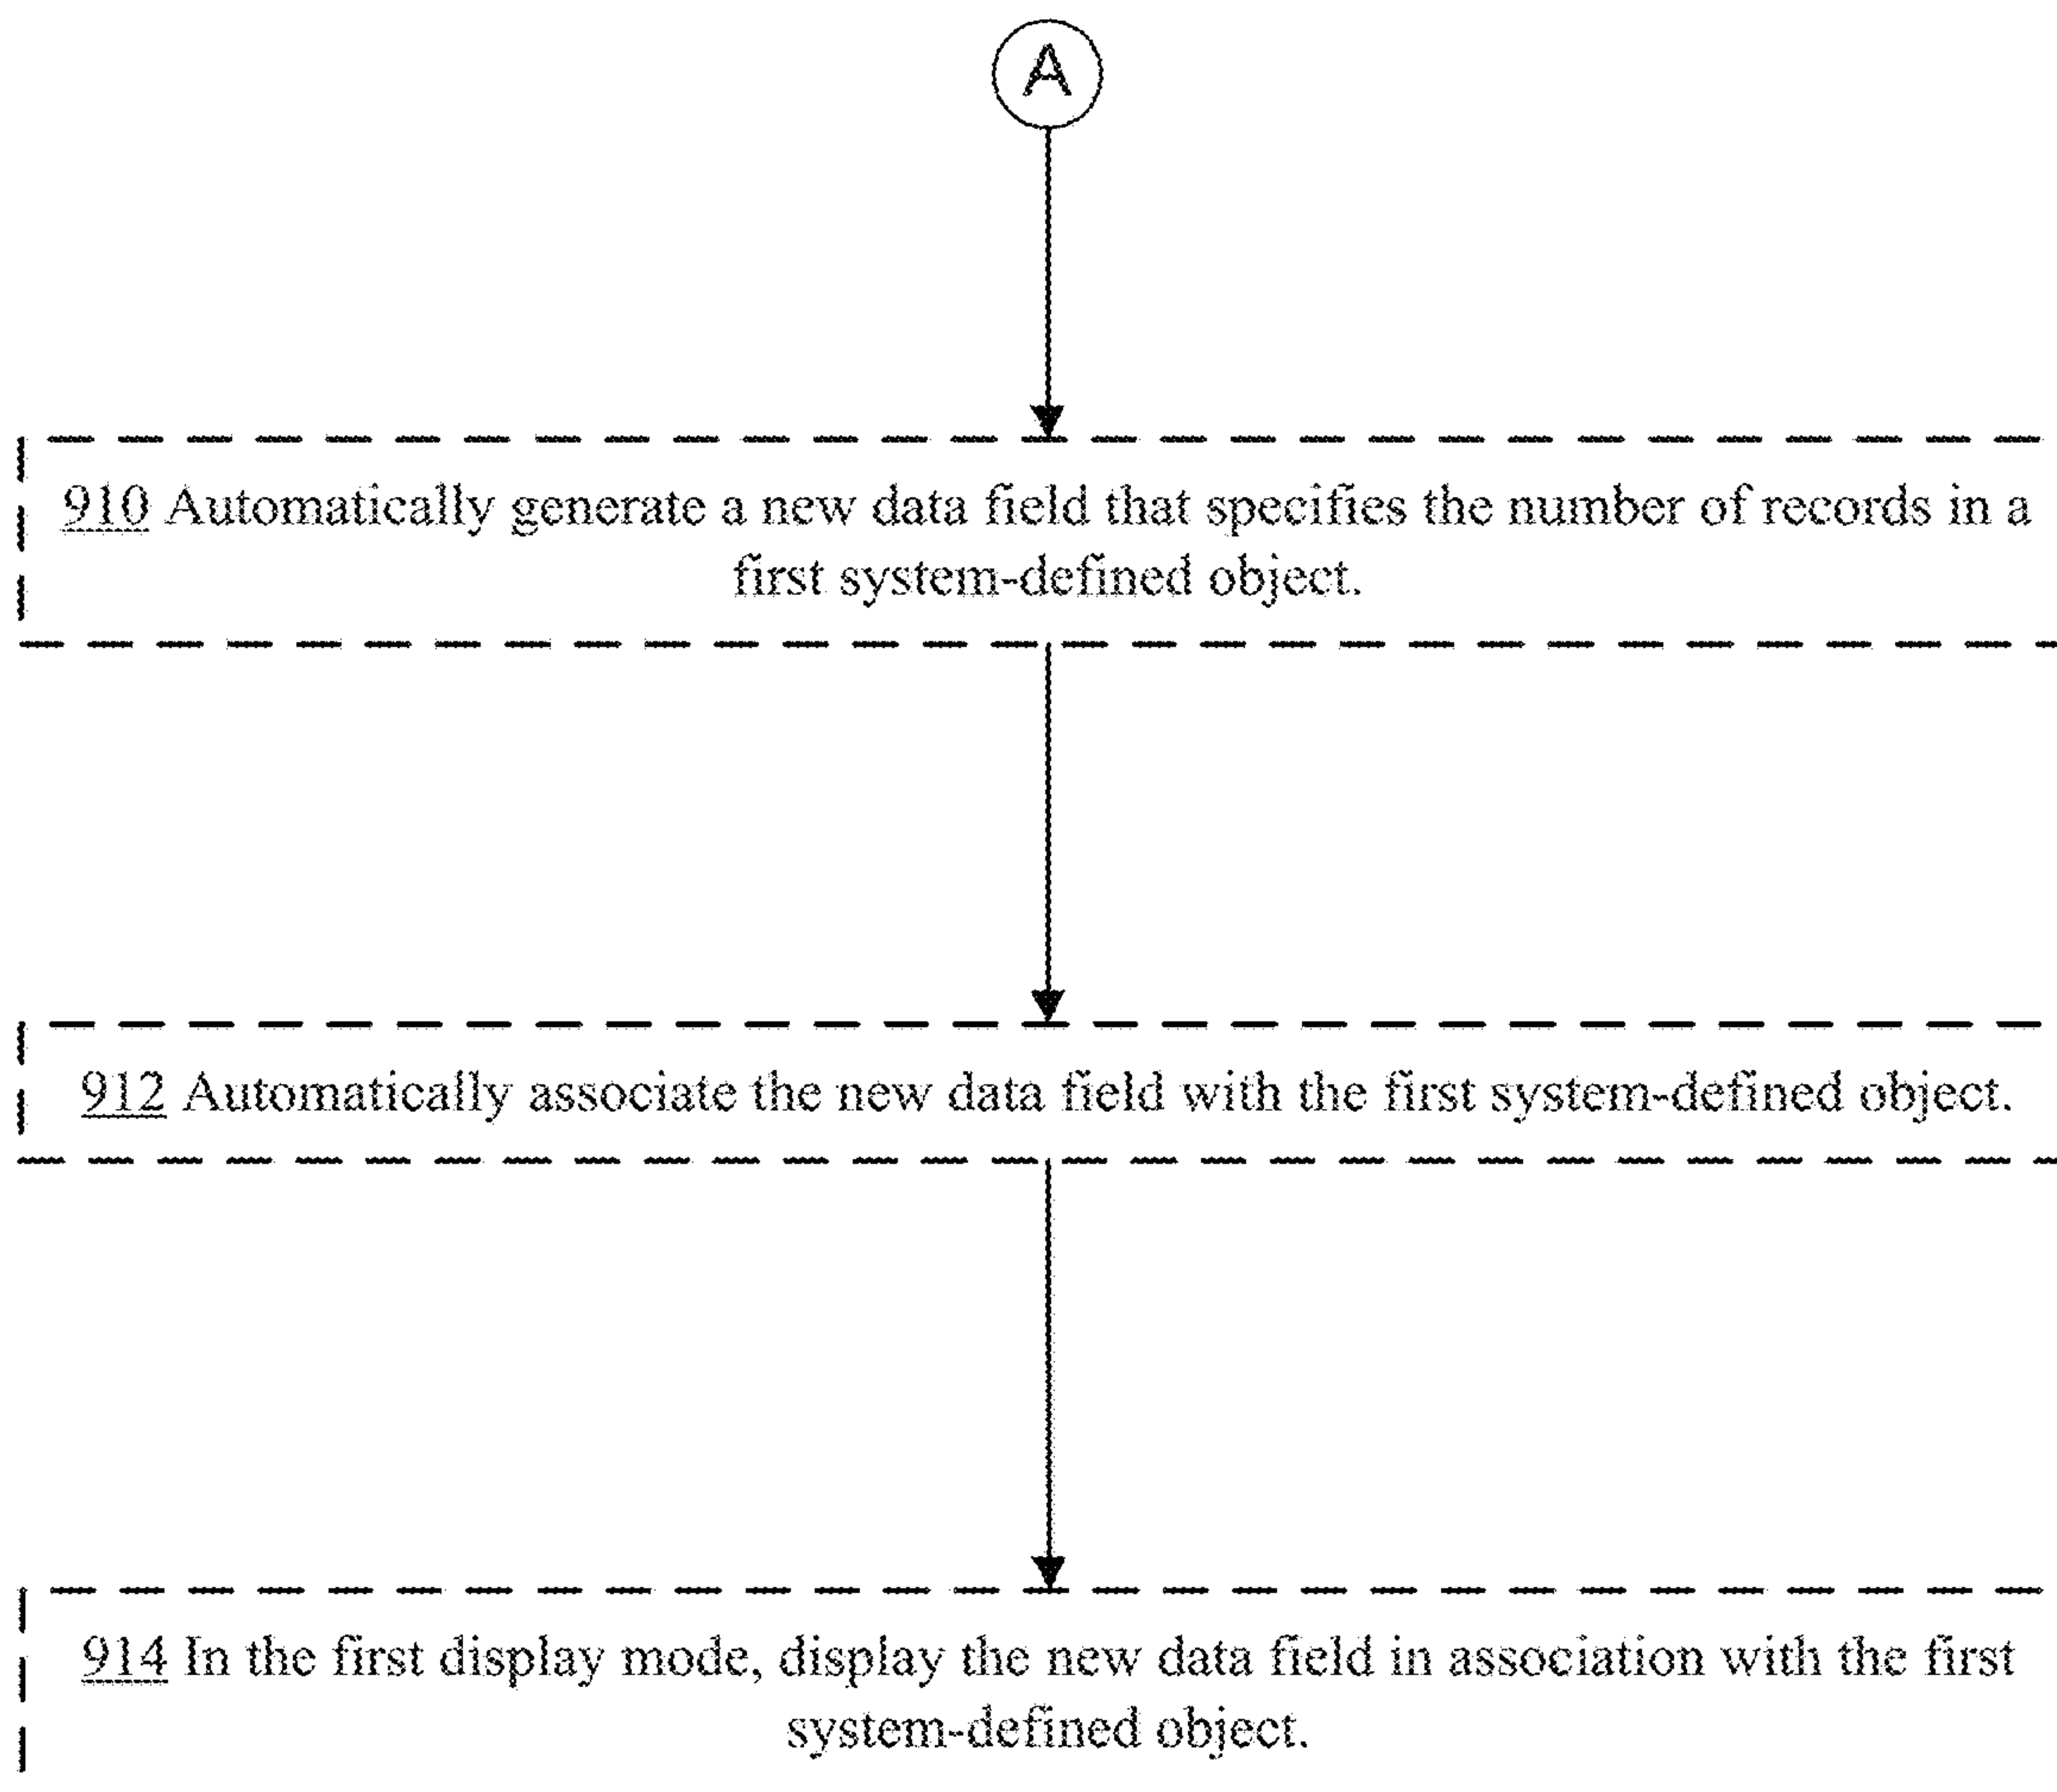 A
910 Automatically generate a new data field that specifies the number of records in a
first system-defined object.
912 Automatically associate the new data field with the first system-defined object.
914 In the first display mode, display the new data field in association with the first
system-defined object.